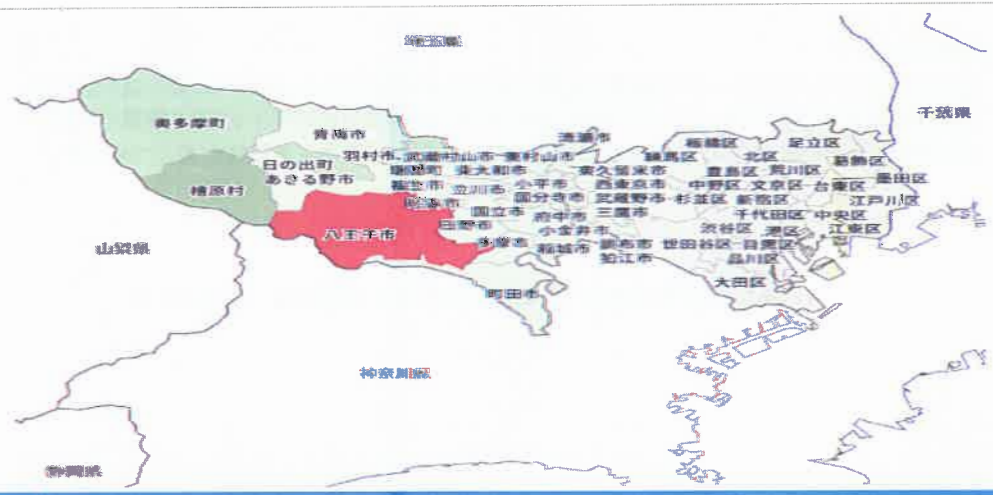 埼玉県
千葉県
奥多摩町
青梅市
清瀬市
板橋区
足立区
羽村市
武蔵村山市
東村山市
練馬区
北区
葛飾区
日の出町
瑞穂町
東大和市
東久留米市
豊島区
荒川区
墨田区
あきる野市
福生市
立川市
小平市
西東京市
中野区
文京区
台東区
檜原村
昭島市
国分寺市
武蔵野市
杉並区
新宿区
江戸川区
国立市
府中市
三鷹市
千代田区
中央区
八王子市
日野市
小金井市
渋谷区
港区
江東区
山梨県
多摩市
稲城市
調布市
世田谷区
目黒区
狛江市
品川区
町田市
大田区
神奈川県
静岡県